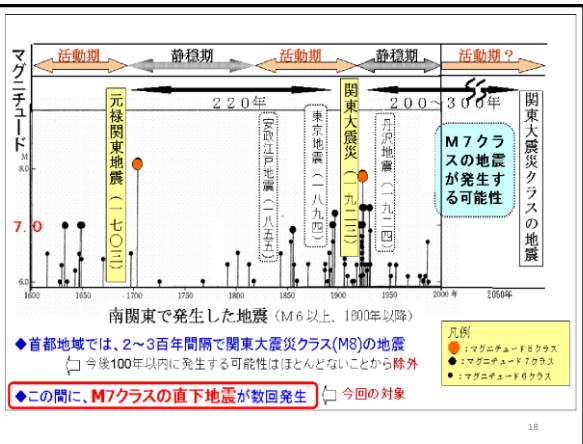 活動期
静穏期
活動期
静穏期
活動期？
マグニチュード
M
220年
200～300年
元禄関東地震（一七〇三）
安政江戸地震（一八五五）
東京地震（一八九四）
関東大震災（一九二三）
丹沢地震（一九二四）
M7クラ
スの地震
が発生す
る可能性
関東大震災クラスの地震
8.0
7.0
6.0
1600
1650
1700
1750
1800
1850
1900
1950
2000 年
2050年
南関東で発生した地震（M6以上、1600年以降）
◆首都地域では、2～3百年間隔で関東大震災クラス(M8)の地震
今後100年以内に発生する可能性はほとんどないことから除外
◆この間に、M7クラスの直下地震が数回発生
今回の対象
凡例
：マグニチュード8クラス
：マグニチュード7クラス
：マグニチュード6クラス
18